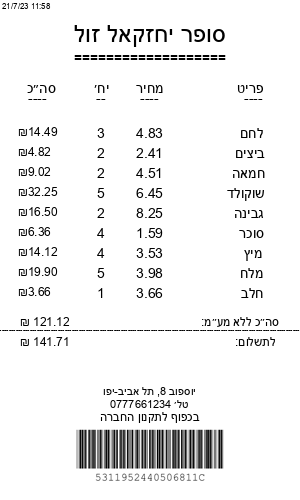 21/7/23 11:58
סופר יחזקאל זול
===================
פריט מחיר יח׳ סה״כ
---- ---- -- ----
לחם 4.83 3 ₪14.49
ביצים 2.41 2 ₪4.82
חמאה 4.51 2 ₪9.02
שוקולד 6.45 5 ₪32.25
גבינה 8.25 2 ₪16.50
סוכר 1.59 4 ₪6.36
מיץ 3.53 4 ₪14.12
מלח 3.98 5 ₪19.90
חלב 3.66 1 ₪3.66
סה״כ ללא מע״מ: 121.12 ₪
לתשלום: 141.71 ₪
יוספוב 8, תל אביב-יפו
טל׳ 0777661234
בכפוף לתקנון החברה
5311952440506811C